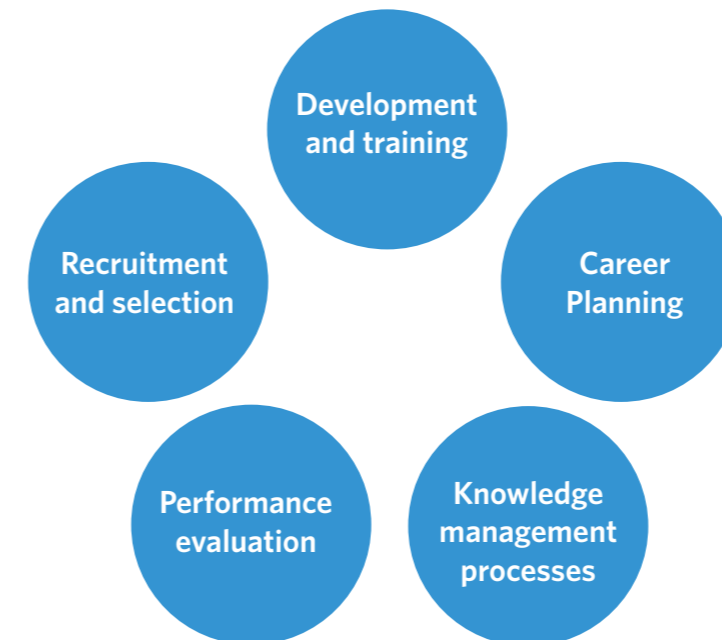 Development
and training
Recruitment
and selection
Career
Planning
Performance
evaluation
Knowledge
management
processes